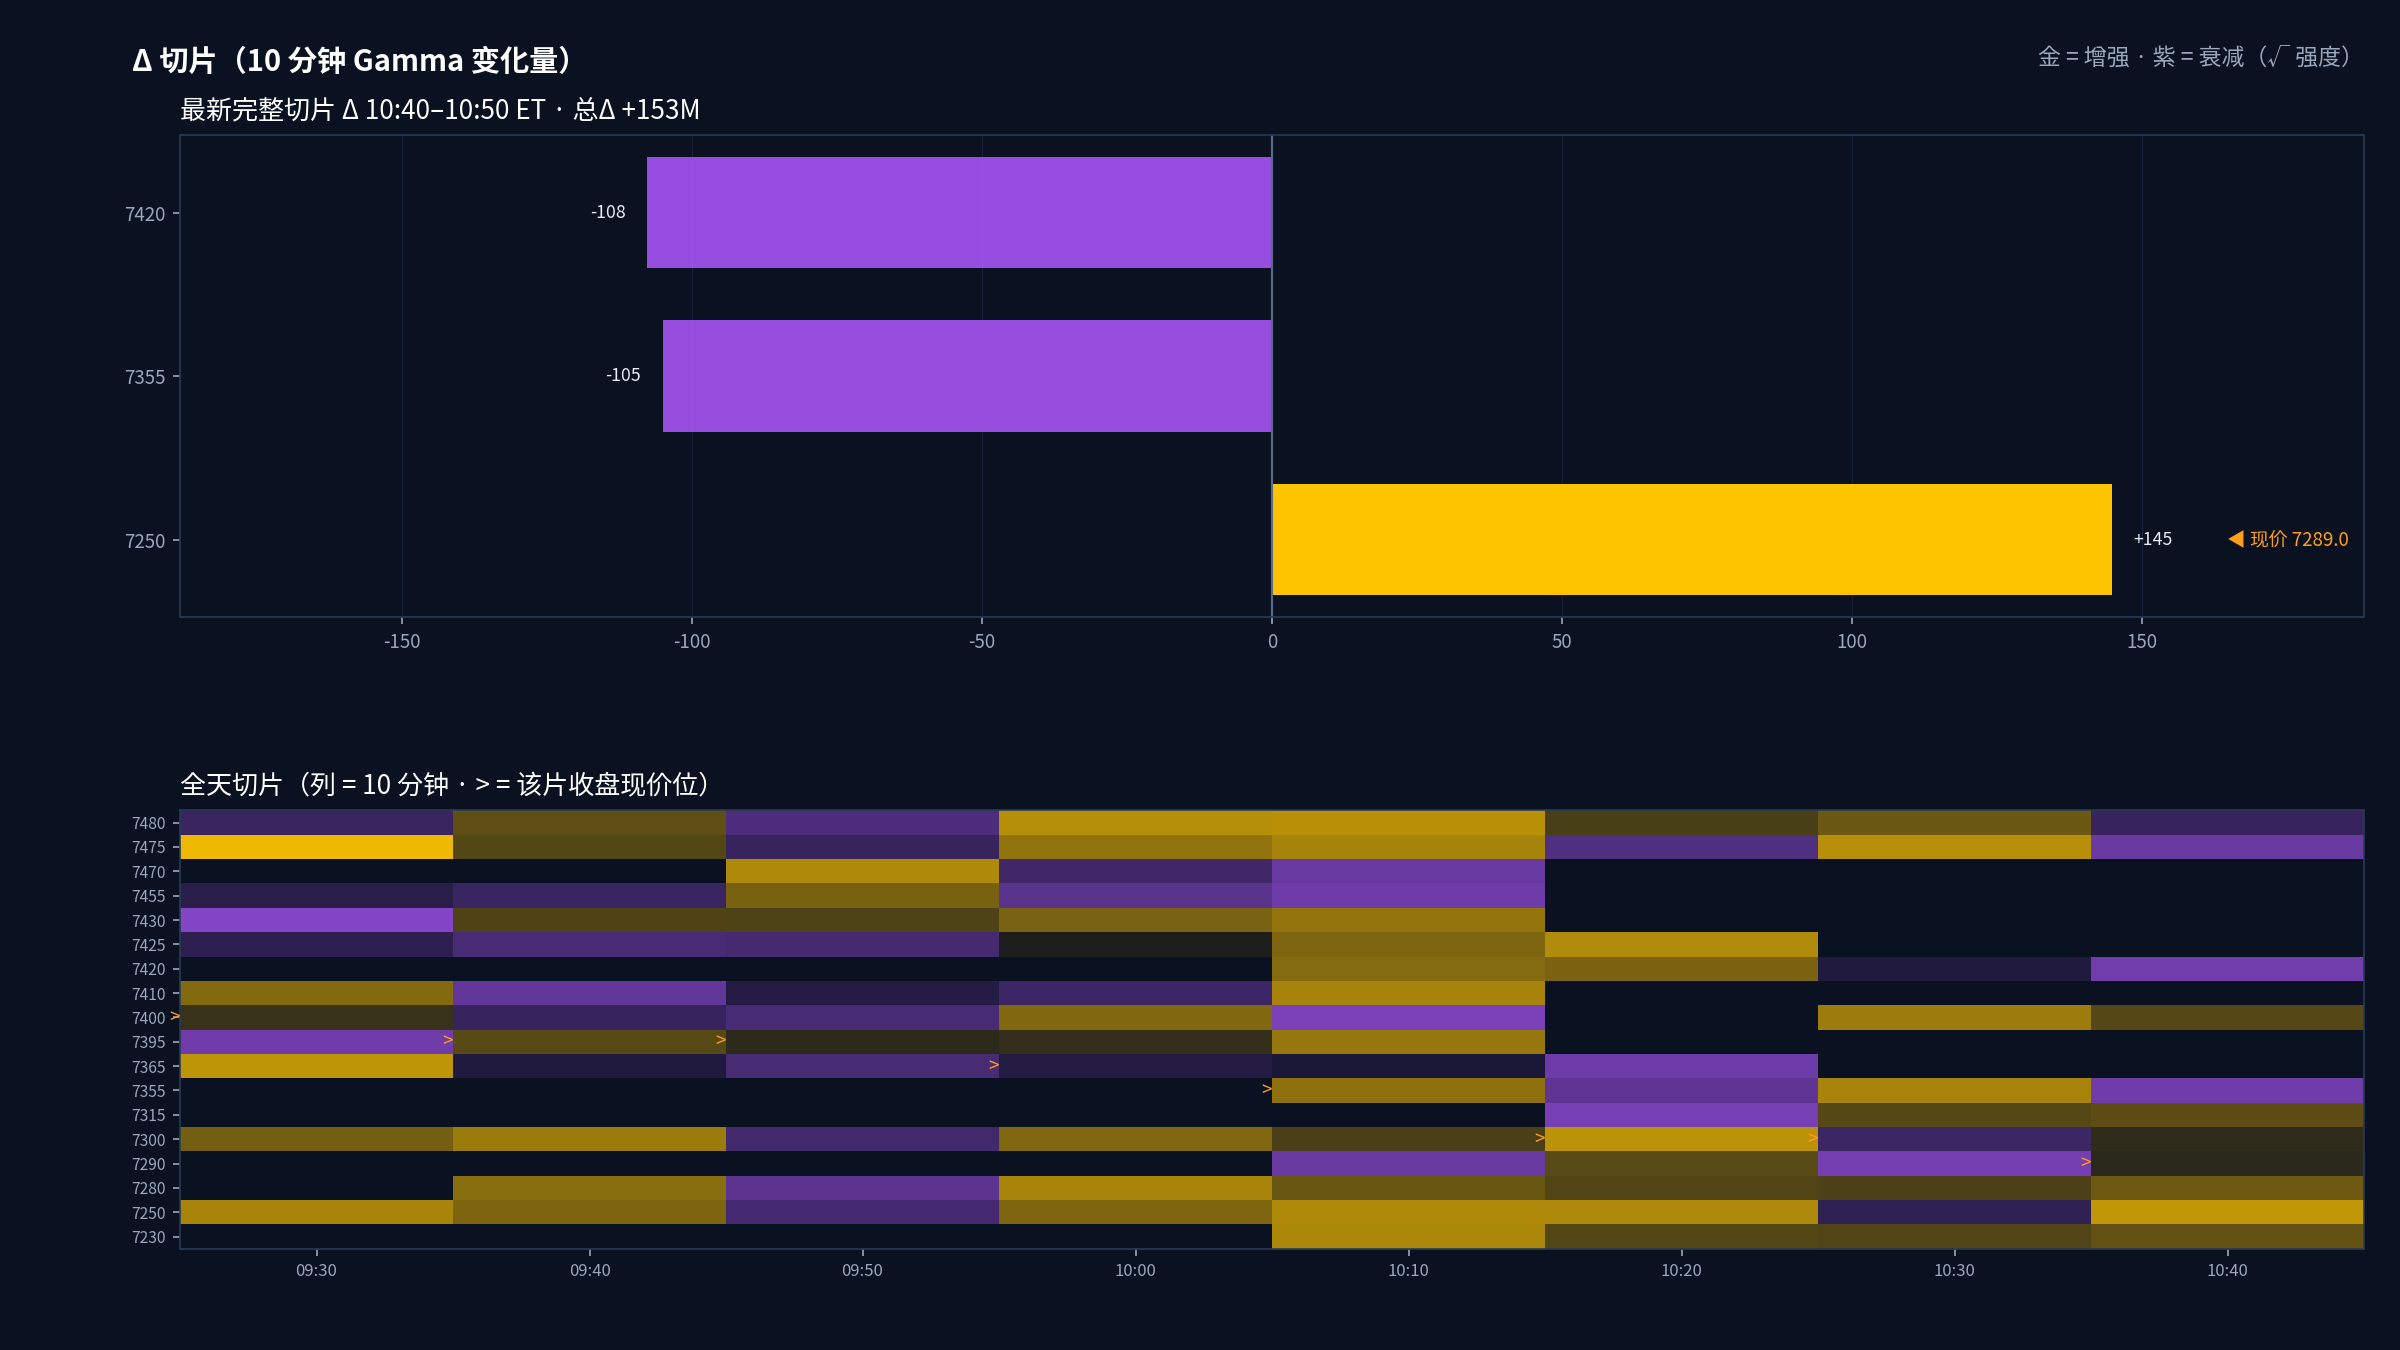 Δ 切片（10 分钟 Gamma 变化量）
金 = 增强 · 紫 = 衰减（√ 强度）
最新完整切片 Δ 10:40–10:50 ET · 总Δ +153M
7420
-108
7355
-105
7250
+145
◀ 现价 7289.0
-150 -100 -50 0 50 100 150
全天切片（列 = 10 分钟 · > = 该片收盘现价位）
7480
7475
7470
7455
7430
7425
7420
7410
7400 >
7395 > >
7365 >
7355 >
7315
7300 > >
7290 >
7280
7250
7230
09:30 09:40 09:50 10:00 10:10 10:20 10:30 10:40